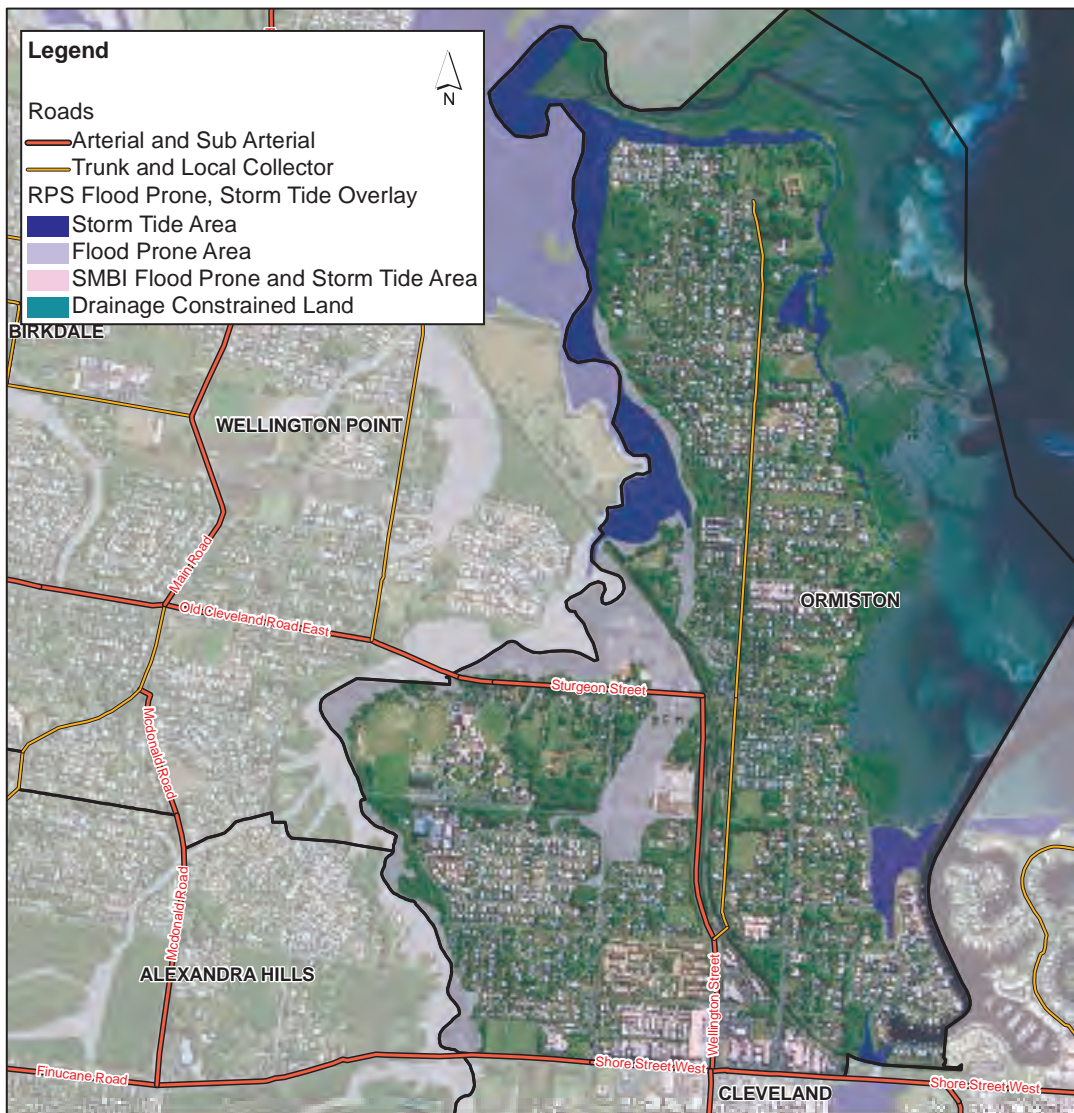 Legend
N
Roads
Arterial and Sub Arterial
Trunk and Local Collector
RPS Flood Prone, Storm Tide Overlay
Storm Tide Area
Flood Prone Area
SMBI Flood Prone and Storm Tide Area
Drainage Constrained Land
BIRKDALE
WELLINGTON POINT
Main Road
ORMISTON
Old Cleveland Road East
Sturgeon Street
Mcdonald Road
Mcdonald Road
ALEXANDRA HILLS
Wellington Street
Finucane Road
Shore Street West
Shore Street West
CLEVELAND